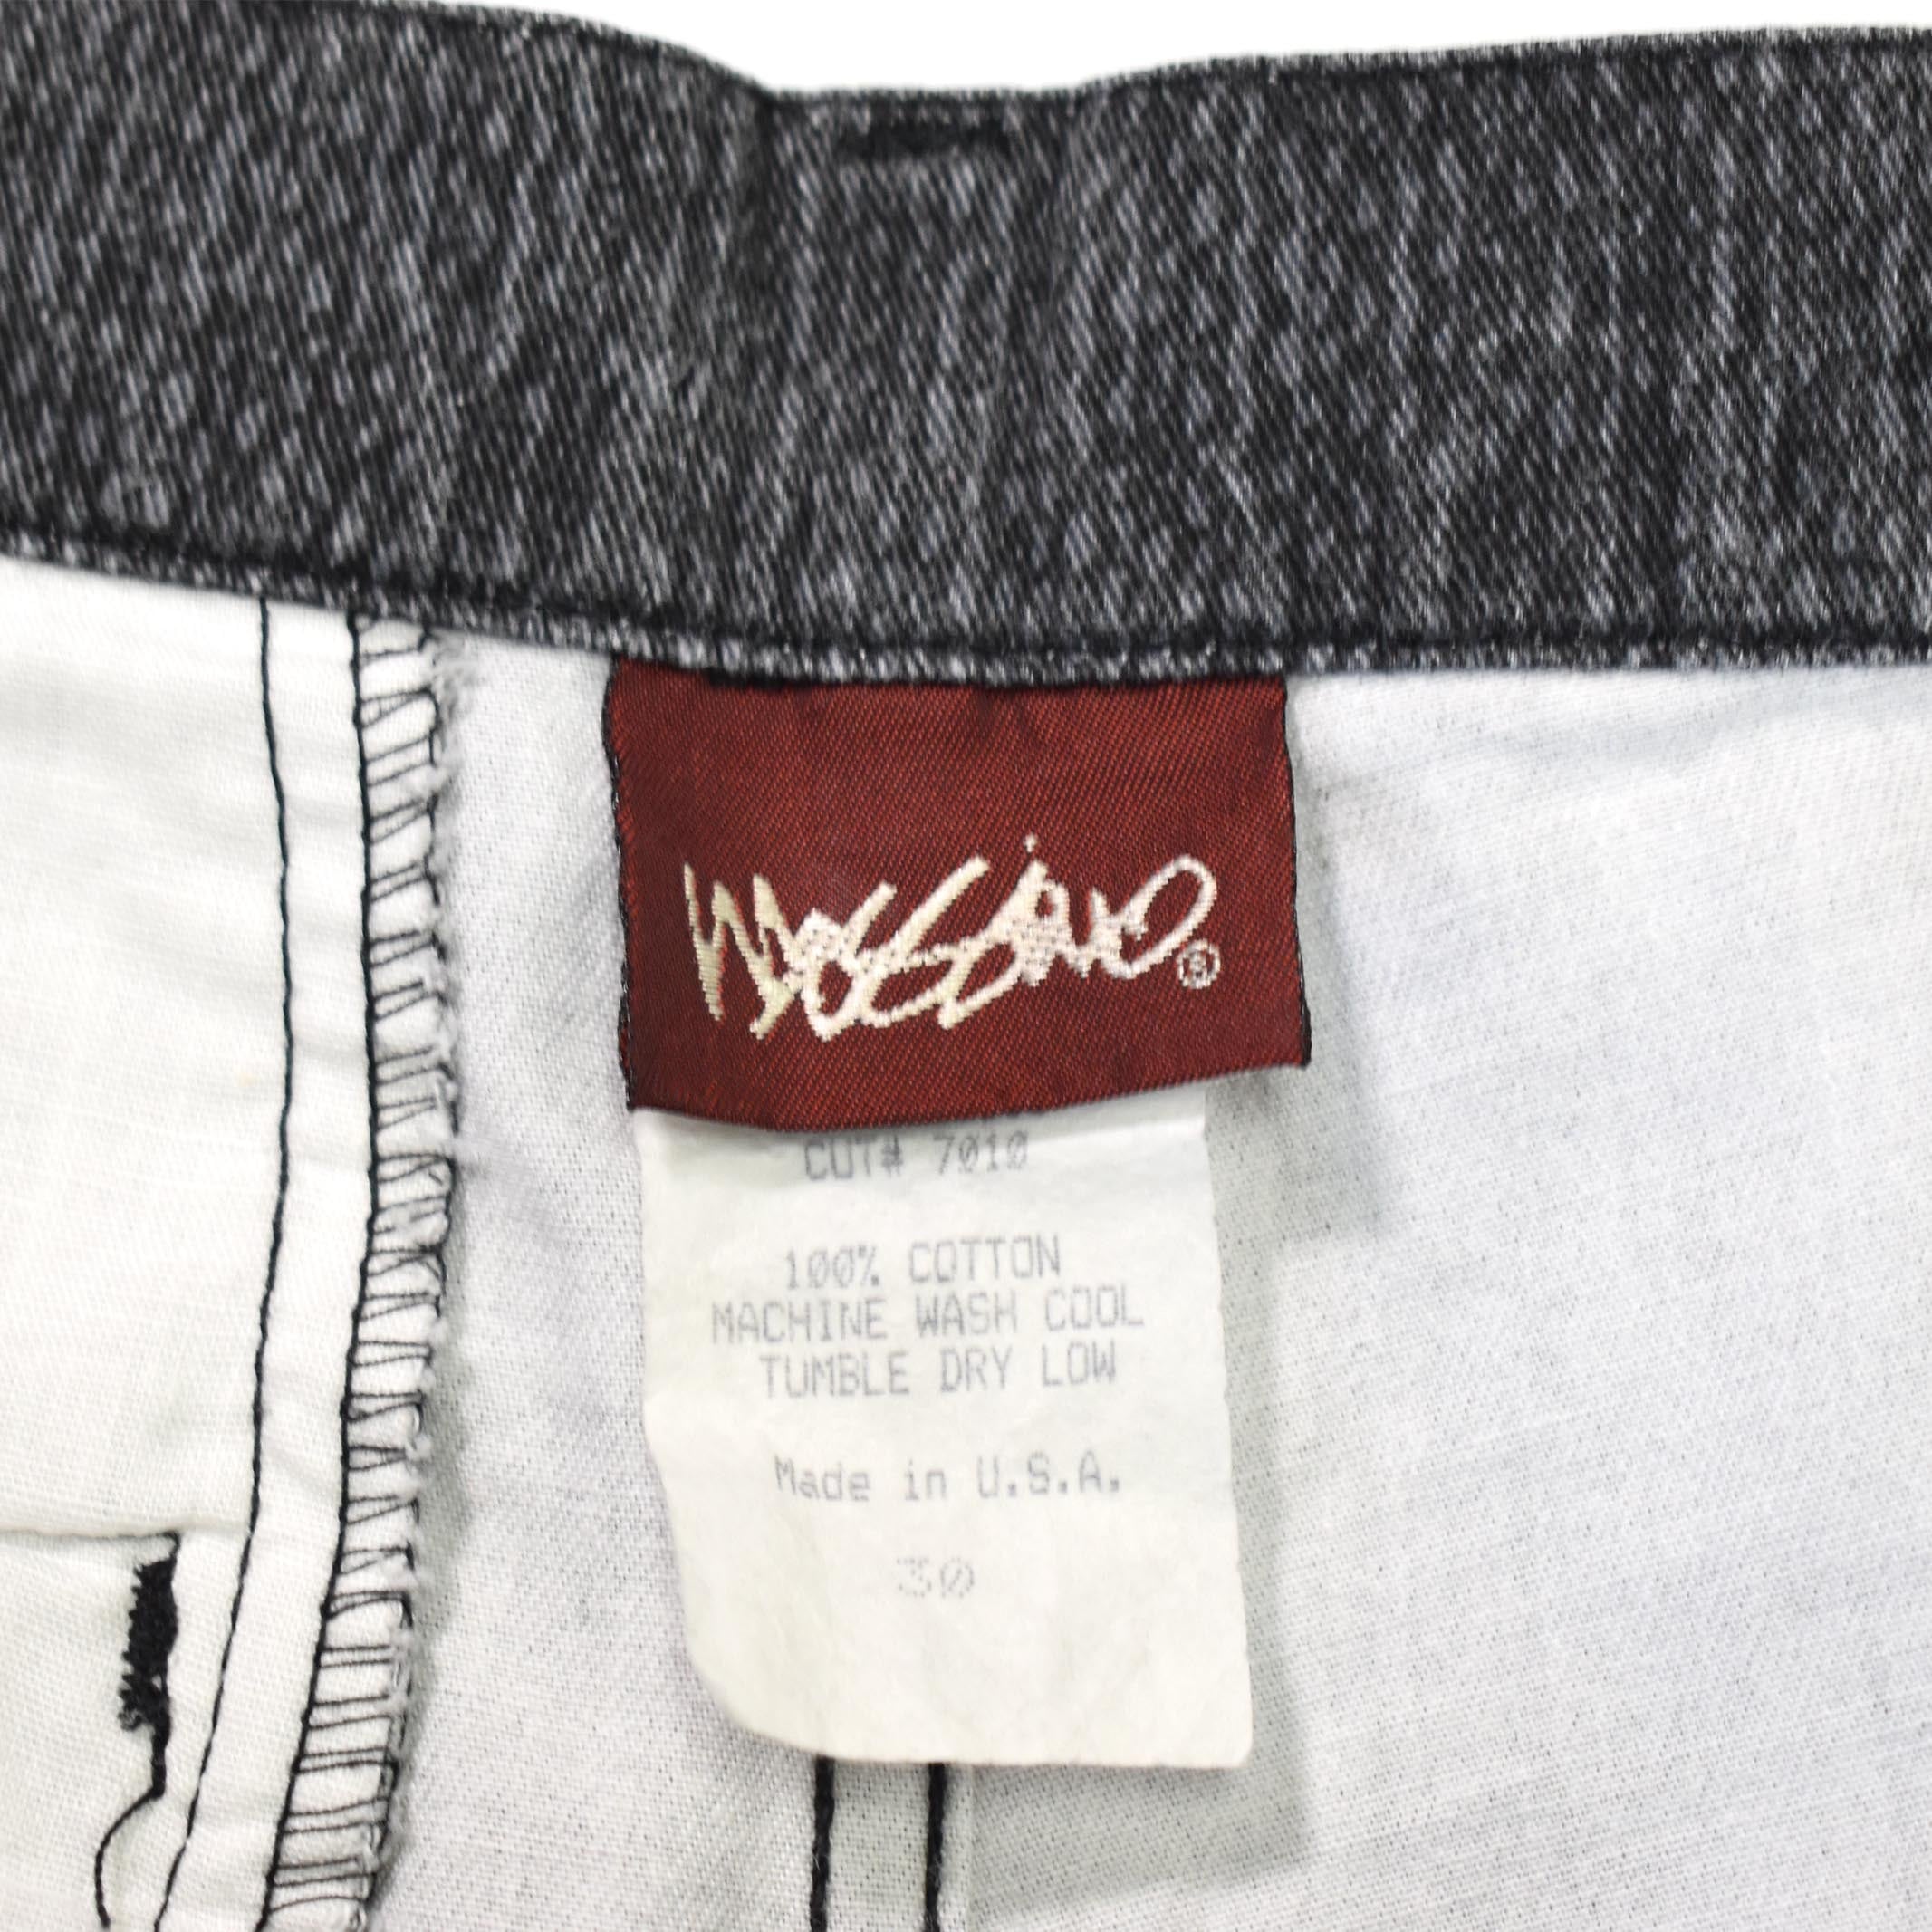 Mossimo®
CUT# 7010
100% COTTON
MACHINE WASH COOL
TUMBLE DRY LOW
Made in U.S.A.
30